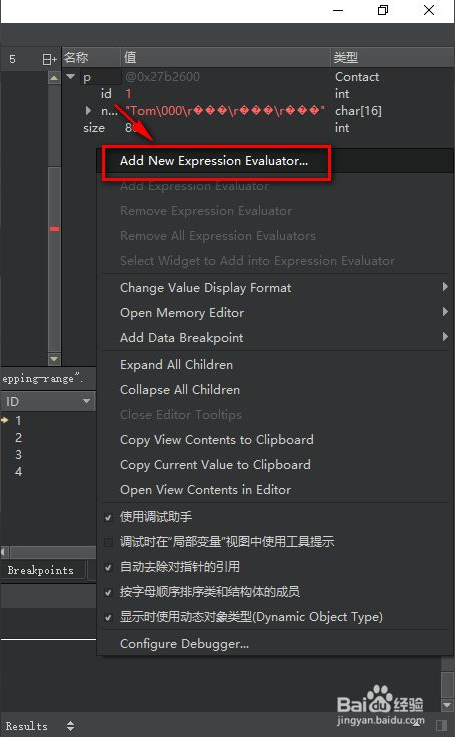 5
名称 值 类型
p @0x27b2600 Contact
id 1 int
n... "Tom\000\r���\r���\r���" char[16]
size int
Add New Expression Evaluator...
Add Expression Evaluator
Remove Expression Evaluator
Remove All Expression Evaluators
Select Widget to Add into Expression Evaluator
Change Value Display Format
Open Memory Editor
Add Data Breakpoint
Expand All Children
Collapse All Children
Close Editor Tooltips
Copy View Contents to Clipboard
Copy Current Value to Clipboard
Open View Contents in Editor
使用调试助手
调试时在"局部变量"视图中使用工具提示
自动去除对指针的引用
按字母顺序排序类和结构体的成员
显示时使用动态对象类型(Dynamic Object Type)
Configure Debugger...
epping-range".
ID
1
2
3
4
Breakpoints
Results
Baidu经验
jingyan.baidu.com